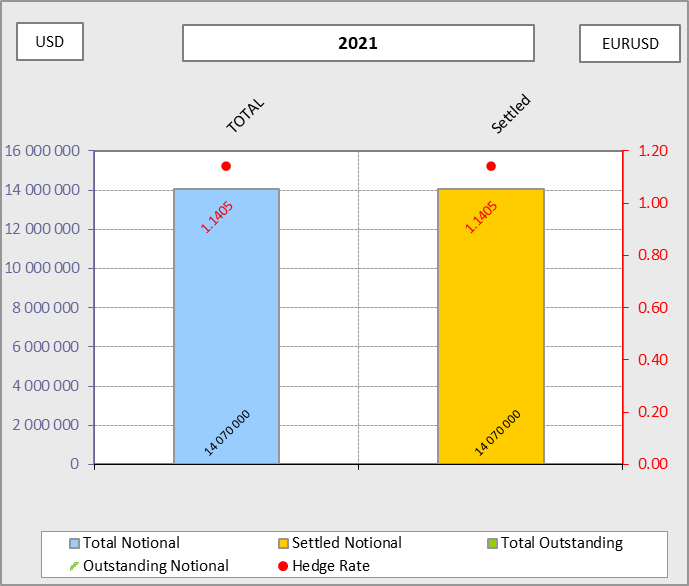 USD
2021
EURUSD
TOTAL
Settled
16 000 000
14 000 000
12 000 000
10 000 000
8 000 000
6 000 000
4 000 000
2 000 000
0
1.20
1.00
0.80
0.60
0.40
0.20
0.00
1.1405
1.1405
14 070 000
14 070 000
Total Notional
Settled Notional
Total Outstanding
Outstanding Notional
Hedge Rate